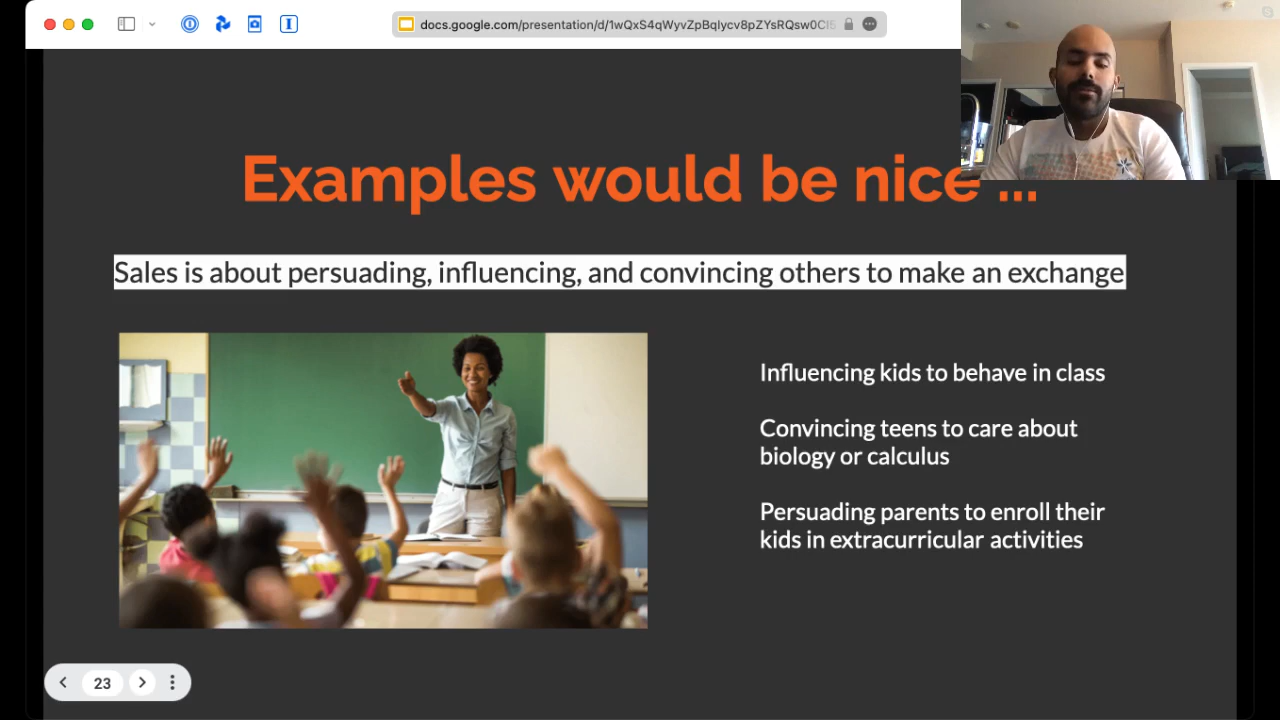 docs.google.com/presentation/d/1wQxS4qWyvZpBqlycv8pZYsRQsw0Cl5
Examples would be nice ...
Sales is about persuading, influencing, and convincing others to make an exchange
Influencing kids to behave in class
Convincing teens to care about
biology or calculus
Persuading parents to enroll their
kids in extracurricular activities
23